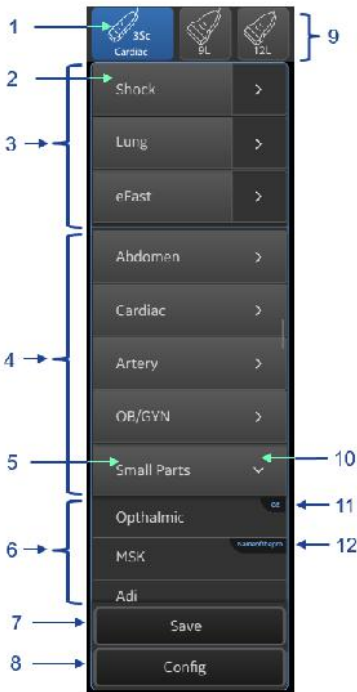 1
3Sc
Cardiac
9L
12L
9
2
Shock
>
3
Lung
>
eFast
>
Abdomen
>
Cardiac
>
4
Artery
>
OB/GYN
>
5
Small Parts
10
GE
11
Opthalmic
6
12
MSK
Adi
7
Save
8
Config